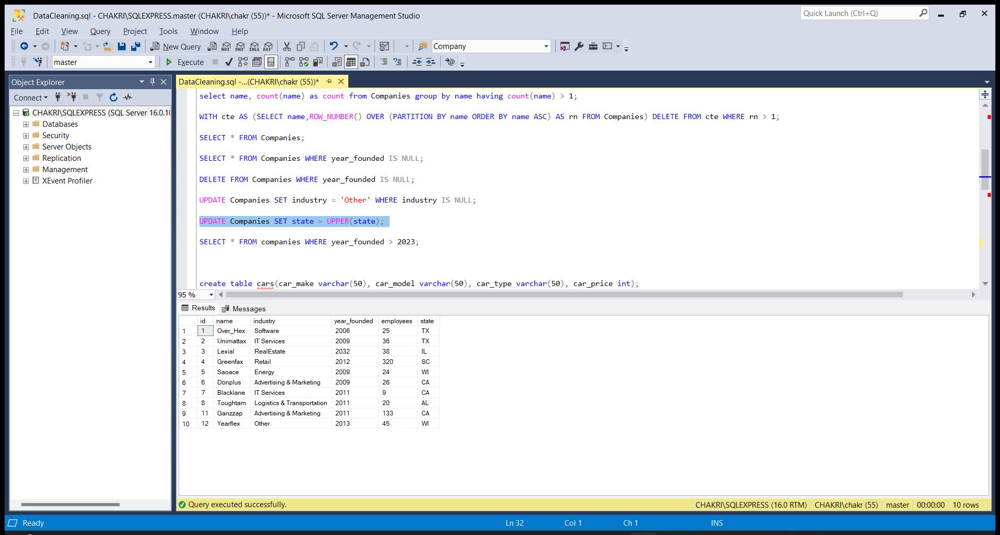 DataCleaning.sql - CHAKRI\SQLEXPRESS.master (CHAKRI\chakr (55))* - Microsoft SQL Server Management Studio
Quick Launch (Ctrl+Q)
File Edit View Query Project Tools Window Help
New Query MDX DMX XMLA DAX Company
master Execute
Object Explorer
Connect
CHAKRI\SQLEXPRESS (SQL Server 16.0.10
Databases
Security
Server Objects
Replication
Management
XEvent Profiler
DataCleaning.sql -...(CHAKRI\chakr (55))*
select name, count(name) as count from Companies group by name having count(name) > 1;
WITH cte AS (SELECT name,ROW_NUMBER() OVER (PARTITION BY name ORDER BY name ASC) AS rn FROM Companies) DELETE FROM cte WHERE rn > 1;
SELECT * FROM Companies;
SELECT * FROM Companies WHERE year_founded IS NULL;
DELETE FROM Companies WHERE year_founded IS NULL;
UPDATE Companies SET industry = 'Other' WHERE industry IS NULL;
UPDATE Companies SET state = UPPER(state);
SELECT * FROM companies WHERE year_founded > 2023;
create table cars(car_make varchar(50), car_model varchar(50), car_type varchar(50), car_price int);
95 %
Results Messages
id name industry year_founded employees state
1 1 Over_Hex Software 2006 25 TX
2 2 Unimattax IT Services 2009 36 TX
3 3 Lexial RealEstate 2032 38 IL
4 4 Greenfax Retail 2012 320 SC
5 5 Saoace Energy 2009 24 WI
6 6 Donplus Advertising & Marketing 2009 26 CA
7 7 Blacklane IT Services 2011 9 CA
8 8 Toughtam Logistics & Transportation 2011 20 AL
9 11 Ganzzap Advertising & Marketing 2011 133 CA
10 12 Yearflex Other 2013 45 WI
Query executed successfully. CHAKRI\SQLEXPRESS (16.0 RTM) CHAKRI\chakr (55) master 00:00:00 10 rows
Ready Ln 32 Col 1 Ch 1 INS